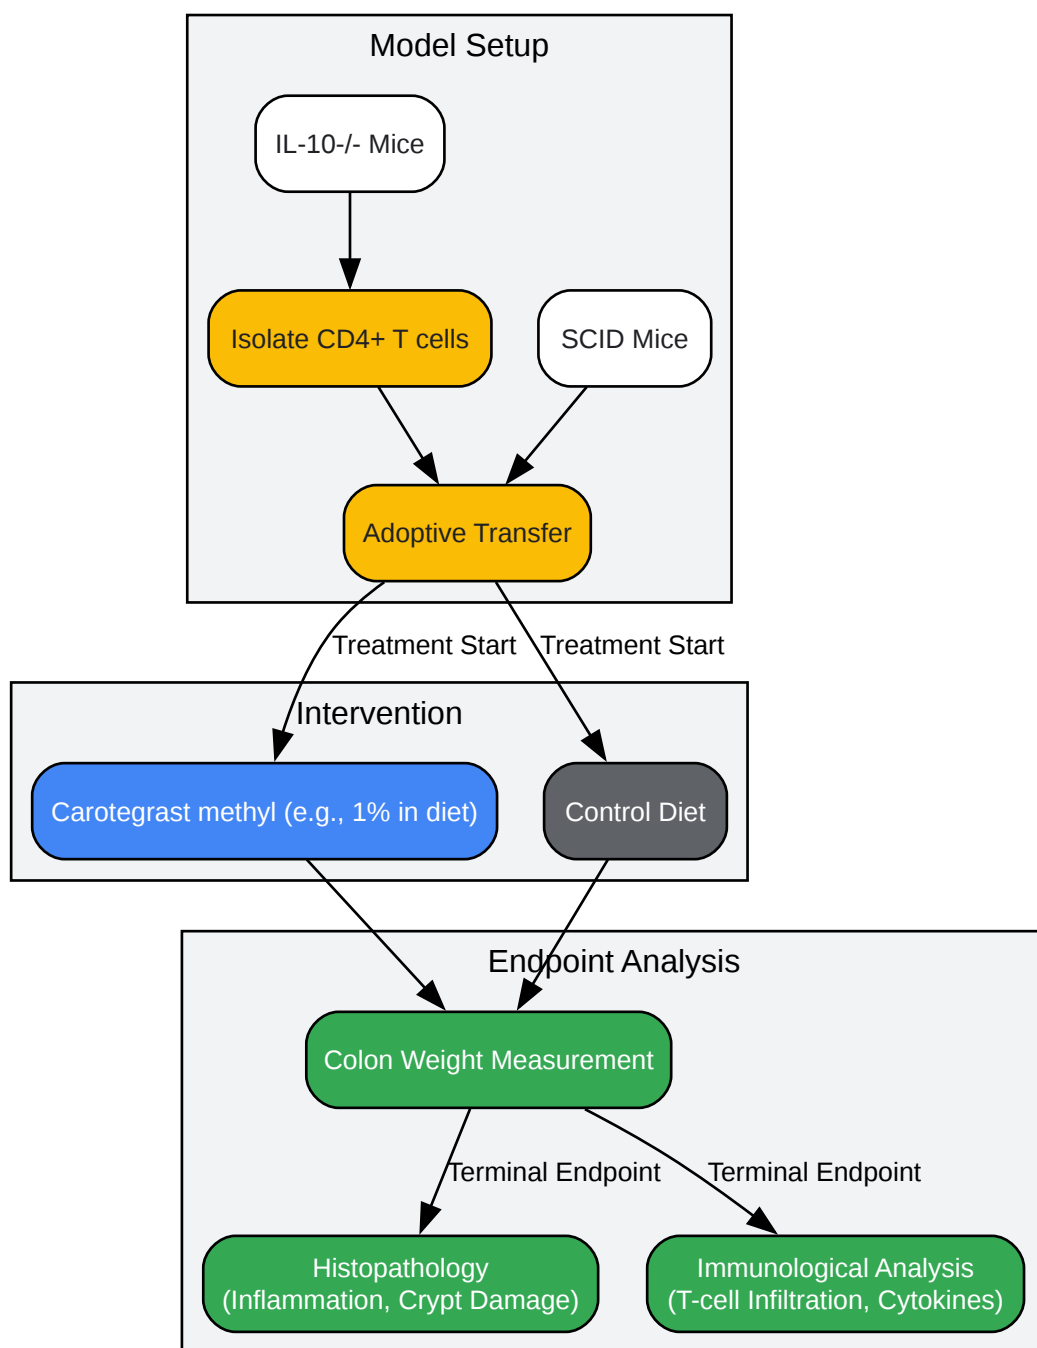 Model Setup
IL-10-/- Mice
Isolate CD4+ T cells
SCID Mice
Adoptive Transfer
Treatment Start
Treatment Start
Intervention
Carotegrast methyl (e.g., 1% in diet)
Control Diet
Endpoint Analysis
Colon Weight Measurement
Terminal Endpoint
Terminal Endpoint
Histopathology
(Inflammation, Crypt Damage)
Immunological Analysis
(T-cell Infiltration, Cytokines)